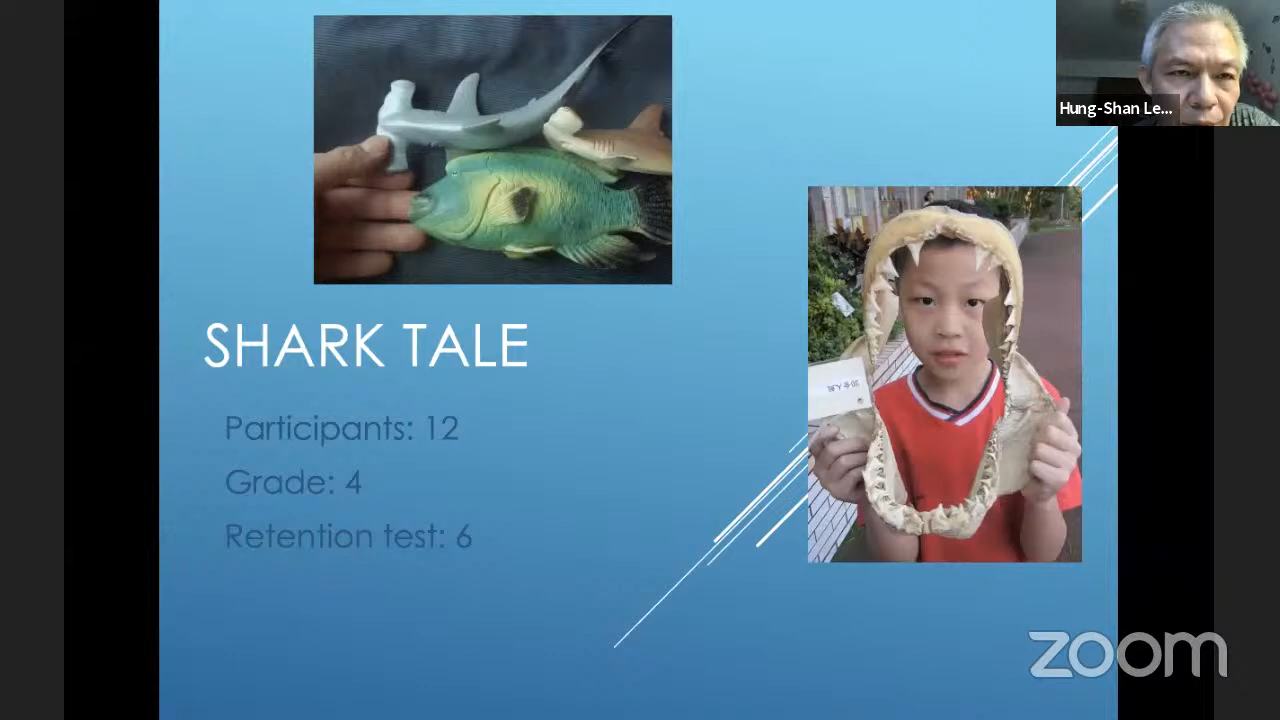 Hung-Shan Le...
SHARK TALE
Participants: 12
Grade: 4
Retention test: 6
zoom